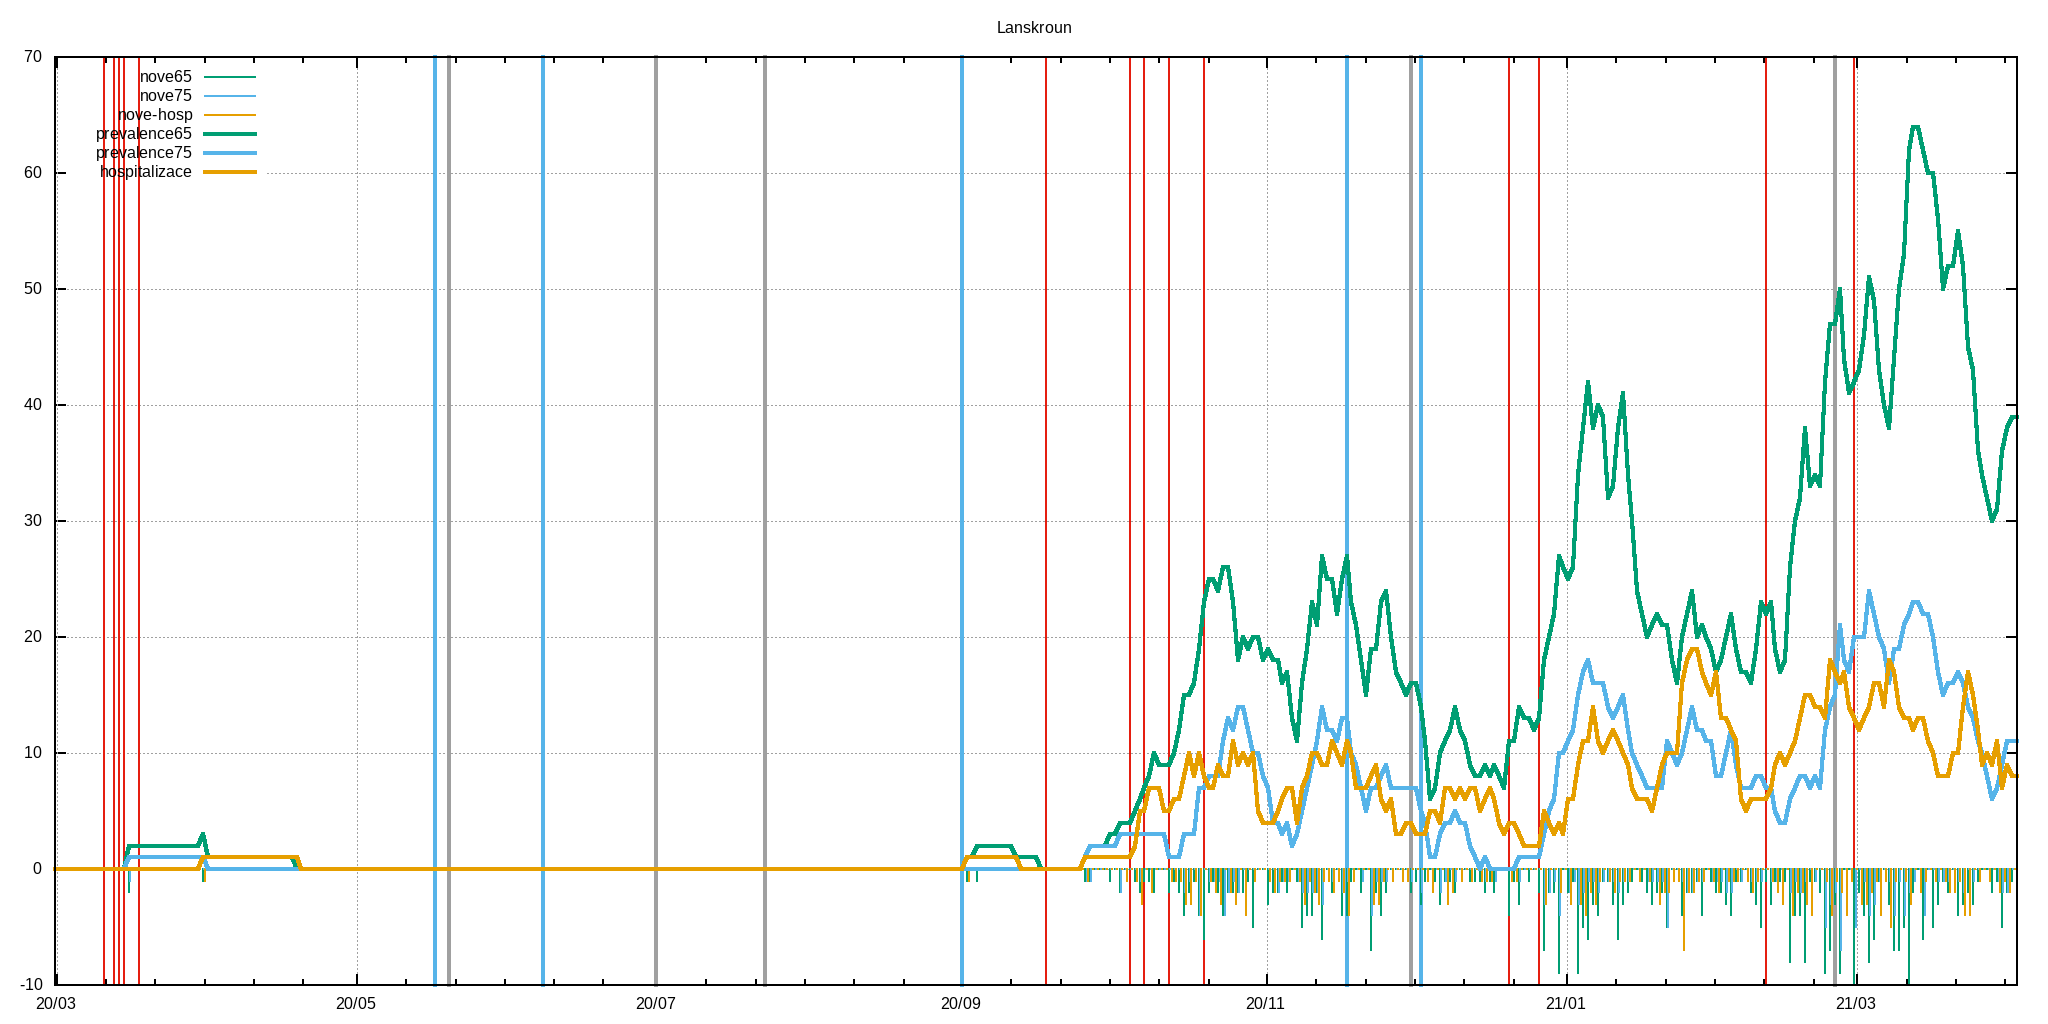 Lanskroun
70
60
50
40
30
20
10
0
-10
nove65
nove75
nove-hosp
prevalence65
prevalence75
hospitalizace
20/03 20/05 20/07 20/09 20/11 21/01 21/03